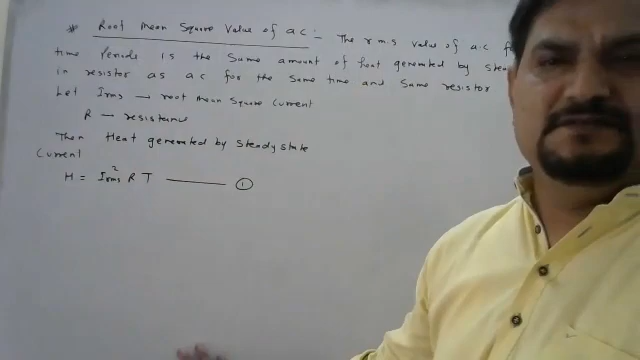 * Root Mean Square Value of a.c :- The r.m.s value of a.c
time Periods is the Same amount of heat generated by
in resistor as a c for the Same time and Same resistor
Let Irms → root Mean Square Current
R → resistance
Then Heat generated by Steady state
Current
H = I²rms R T ——— ①